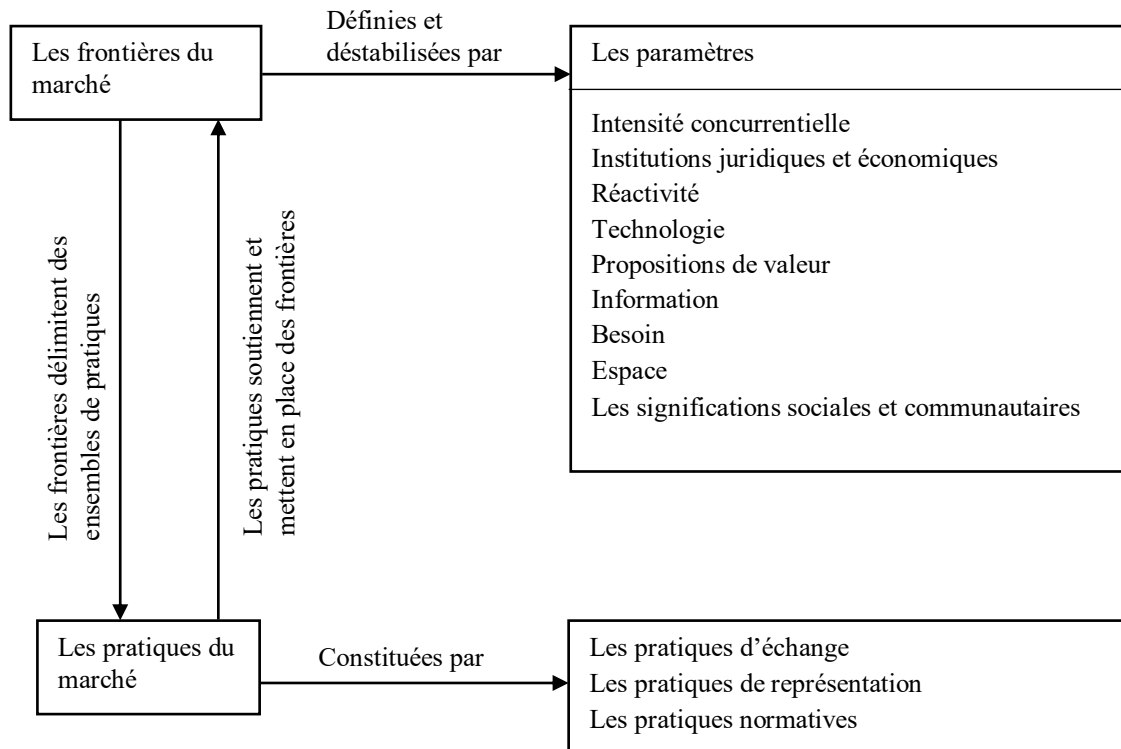 Les frontières du
marché
Définies et
déstabilisées par
Les paramètres
Intensité concurrentielle
Institutions juridiques et économiques
Réactivité
Technologie
Propositions de valeur
Information
Besoin
Espace
Les significations sociales et communautaires
Les frontières délimitent des
ensembles de pratiques
Les pratiques soutiennent et
mettent en place des frontières
Les pratiques du
marché
Constituées par
Les pratiques d’échange
Les pratiques de représentation
Les pratiques normatives